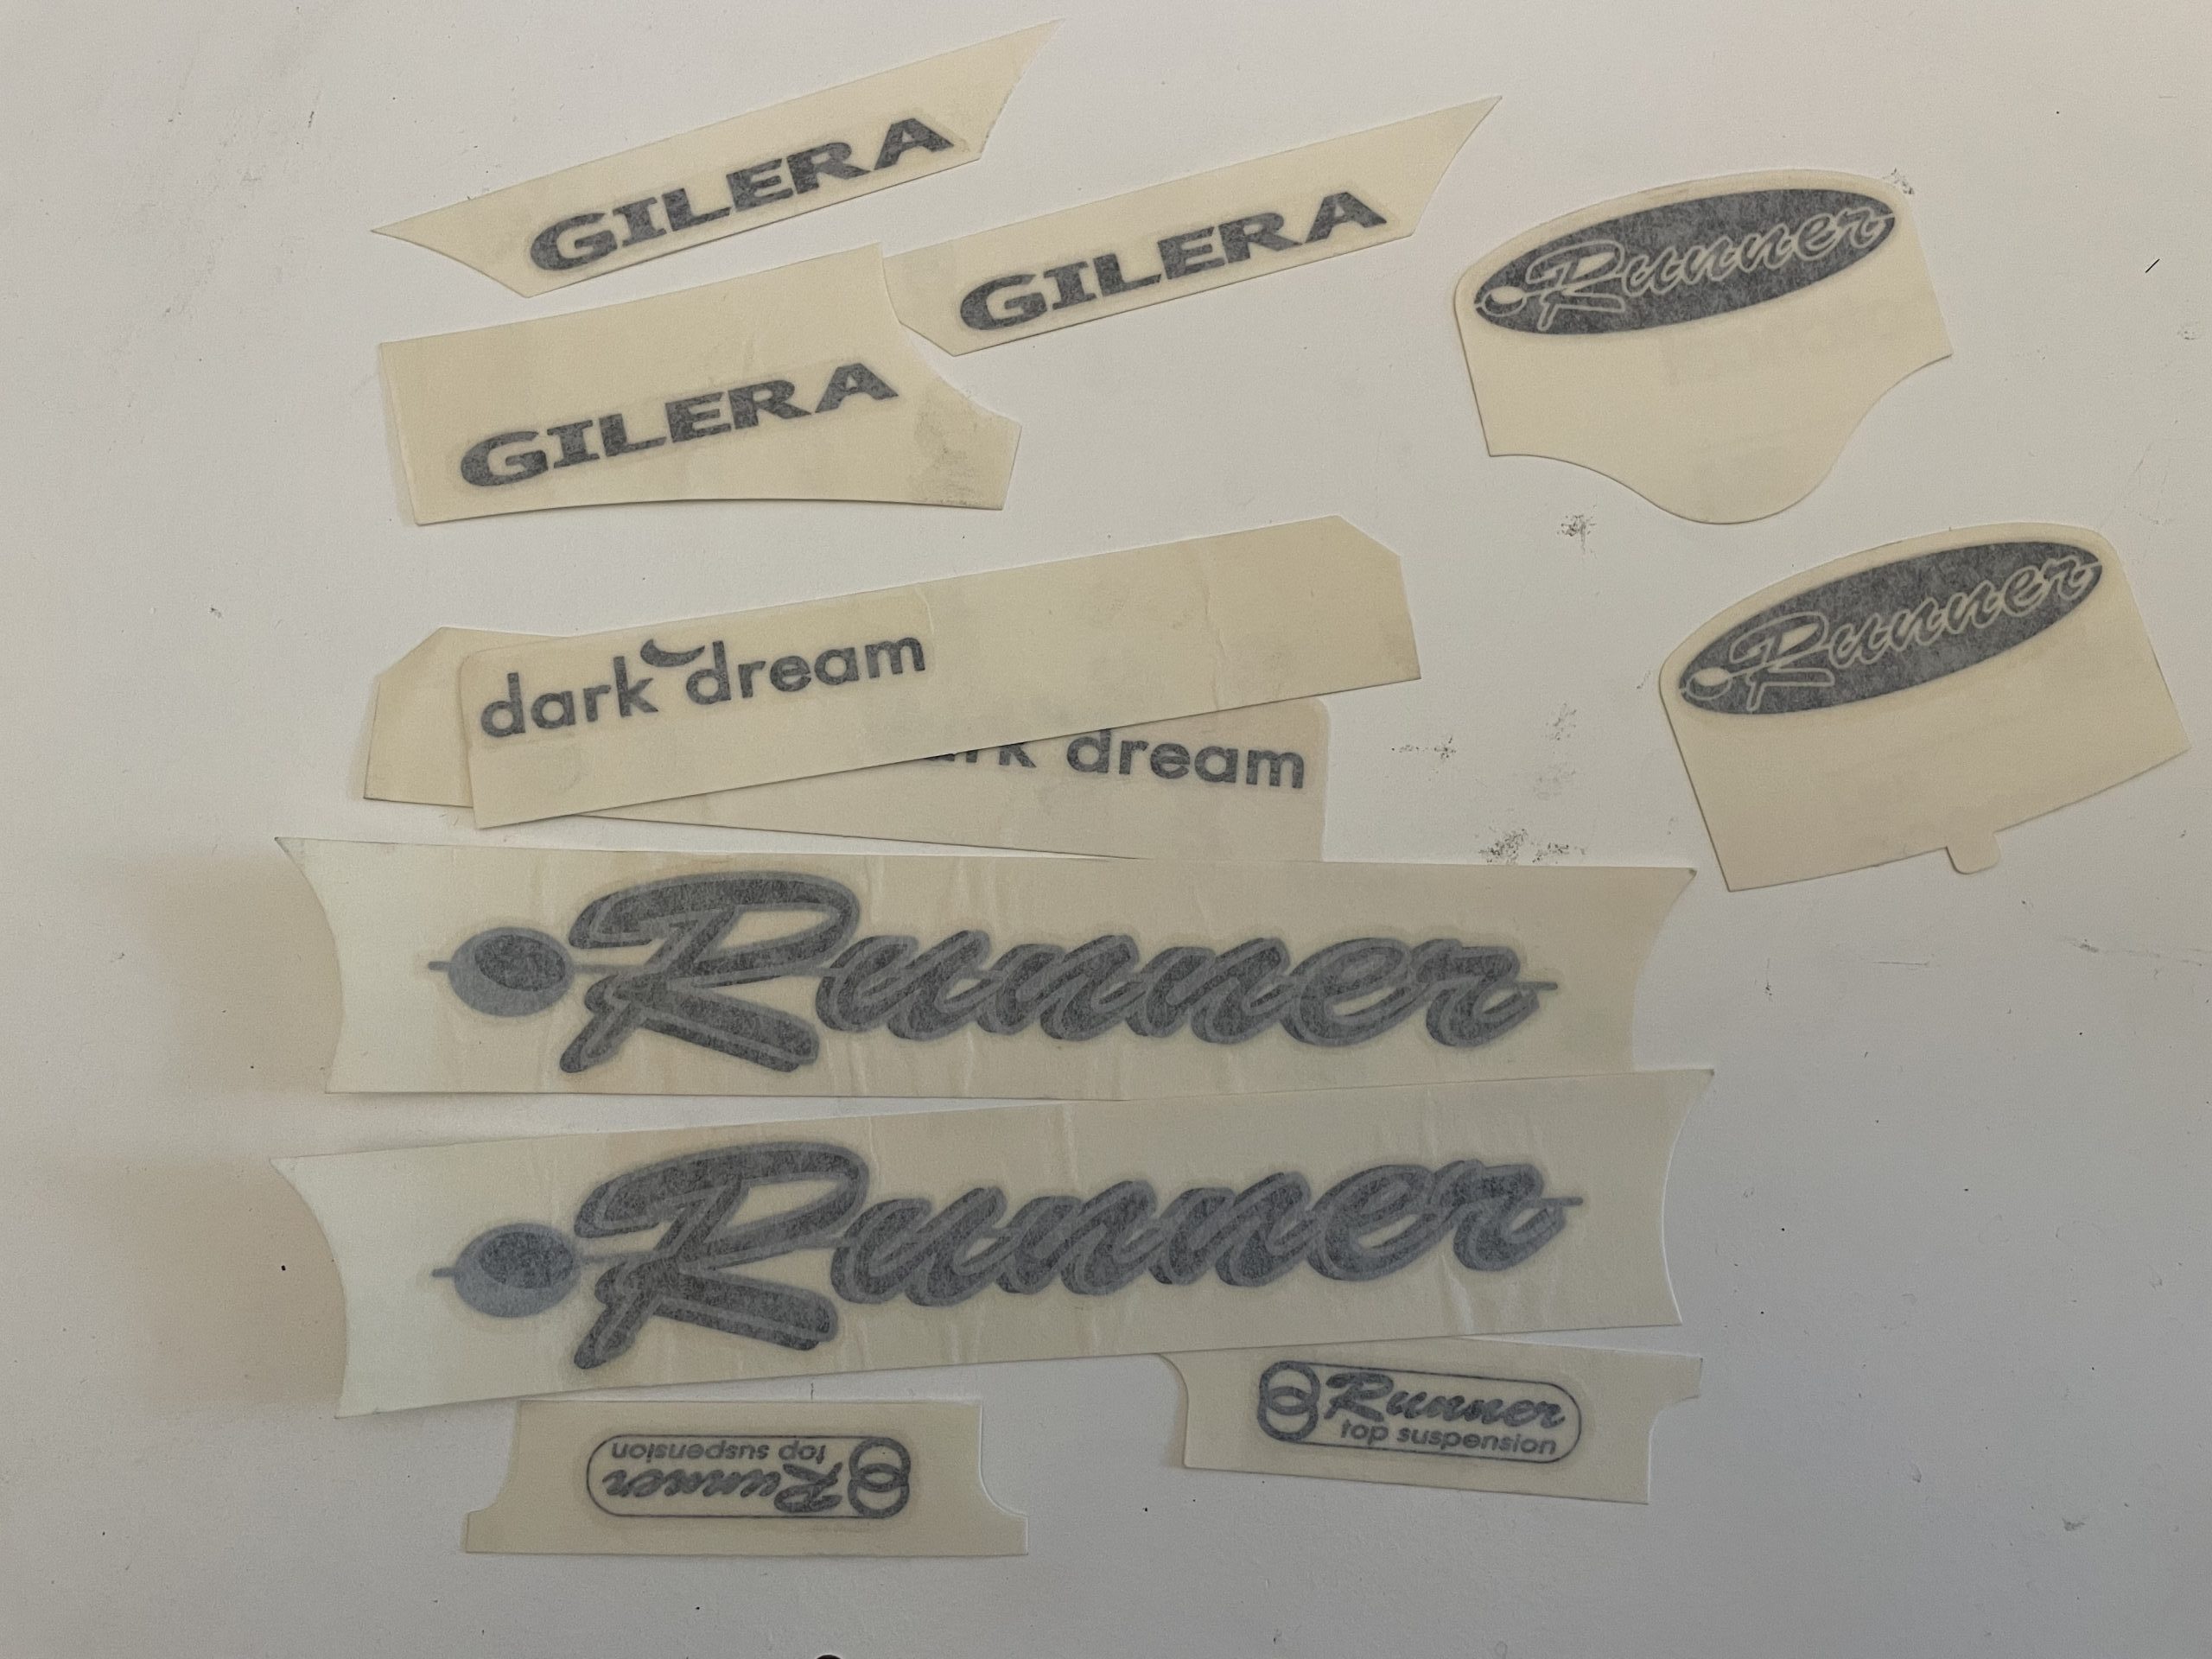 GILERA
GILERA
Runner
GILERA
dark dream
dream
Runner
Runner
Runner
Runner
top suspension
Runner
top suspension